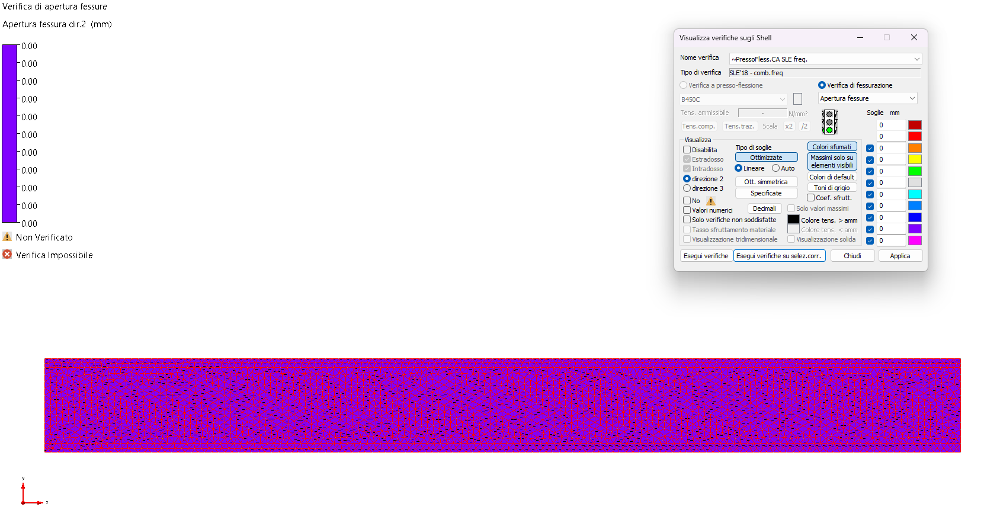 Verifica di apertura fessure
Apertura fessura dir.2 (mm)
0.00
0.00
0.00
0.00
0.00
0.00
0.00
0.00
0.00
0.00
0.00
Non Verificato
Verifica Impossibile
Visualizza verifiche sugli Shell
Nome verifica ~PressoFless.CA SLE freq.
Tipo di verifica SLE'18 - comb.freq
Verifica a presso-flessione Verifica di fessurazione
B450C Apertura fessure
Tens. ammissibile - N/mm² Soglie mm
Tens.comp. Tens.traz. Scala x2 /2
0
0
0
0
0
0
0
0
0
0
0
Visualizza
Disabilita
Estradosso
Intradosso
direzione 2
direzione 3
No
Valori numerici
Solo verifiche non soddisfatte
Tasso sfruttamento materiale
Visualizzazione tridimensionale
Tipo di soglie
Ottimizzate
Lineare Auto
Ott. simmetrica
Specificate
Decimali
Colori sfumati
Massimi solo su
elementi visibili
Colori di default
Toni di grigio
Coef. sfrutt.
Solo valori massimi
Colore tens. > amm
Colore tens. < amm
Visualizzazione solida
Esegui verifiche Esegui verifiche su selez.corr. Chiudi Applica
y
x